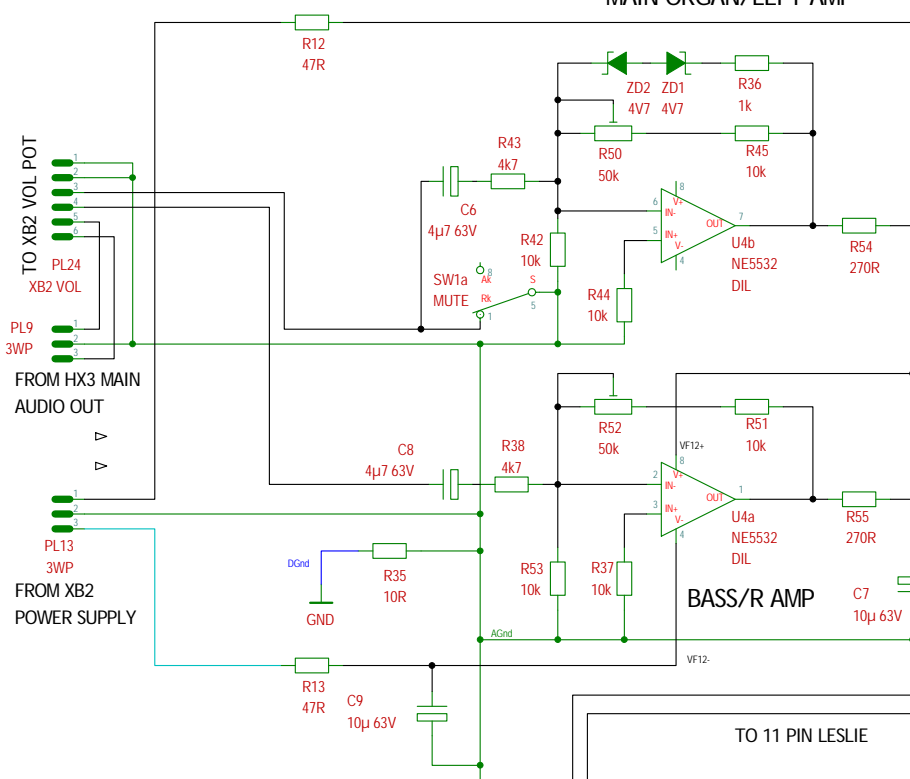 MAIN ORGAN/LEFT AMP
R12
47R
ZD2 ZD1
4V7 4V7
R36
1k
R43
4k7
R50
50k
R45
10k
TO XB2 VOL POT
1
2
3
4
5
6
PL24
XB2 VOL
C6
4µ7 63V
R42
10k
8
V+
6 IN-
5 IN+
V-
4
OUT
7
U4b
NE5532
DIL
R54
270R
SW1a
MUTE
8
Ak
S
Rk
5
1
R44
10k
PL9
3WP
1
2
3
FROM HX3 MAIN
AUDIO OUT
R52
50k
R51
10k
C8
4µ7 63V
R38
4k7
VF12+
8
V+
2 IN-
3 IN+
V-
4
OUT
1
U4a
NE5532
DIL
R55
270R
1
2
3
PL13
3WP
FROM XB2
POWER SUPPLY
DGnd
R35
10R
GND
R53
10k
R37
10k
BASS/R AMP
C7
10µ 63V
AGnd
VF12-
R13
47R
C9
10µ 63V
TO 11 PIN LESLIE